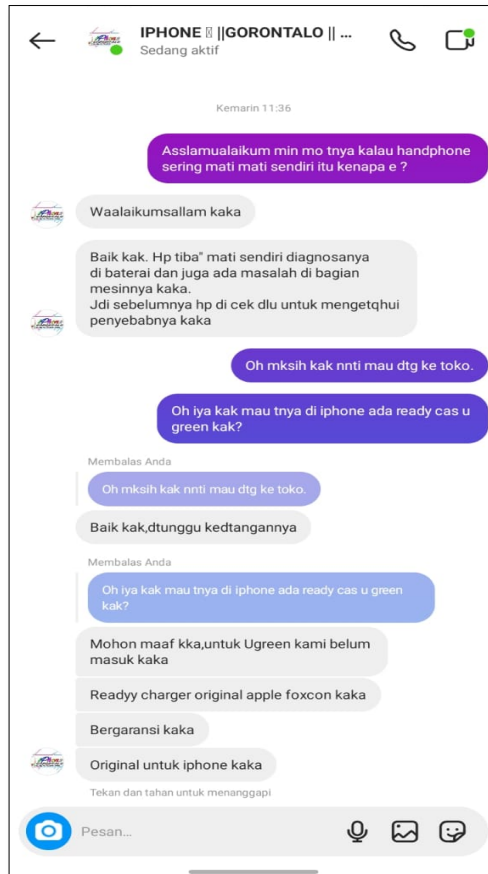 IPHONE ▯ ||GORONTALO || ...
Sedang aktif
Kemarin 11:36
Asslamualaikum min mo tnya kalau handphone
sering mati mati sendiri itu kenapa e ?
Waalaikumsallam kaka
Baik kak. Hp tiba" mati sendiri diagnosanya
di baterai dan juga ada masalah di bagian
mesinnya kaka.
Jdi sebelumnya hp di cek dlu untuk mengetqhui
penyebabnya kaka
Oh mksih kak nnti mau dtg ke toko.
Oh iya kak mau tnya di iphone ada ready cas u
green kak?
Membalas Anda
Oh mksih kak nnti mau dtg ke toko.
Baik kak,dtunggu kedtangannya
Membalas Anda
Oh iya kak mau tnya di iphone ada ready cas u green
kak?
Mohon maaf kka,untuk Ugreen kami belum
masuk kaka
Readyy charger original apple foxcon kaka
Bergaransi kaka
Original untuk iphone kaka
Tekan dan tahan untuk menanggapi
Pesan...